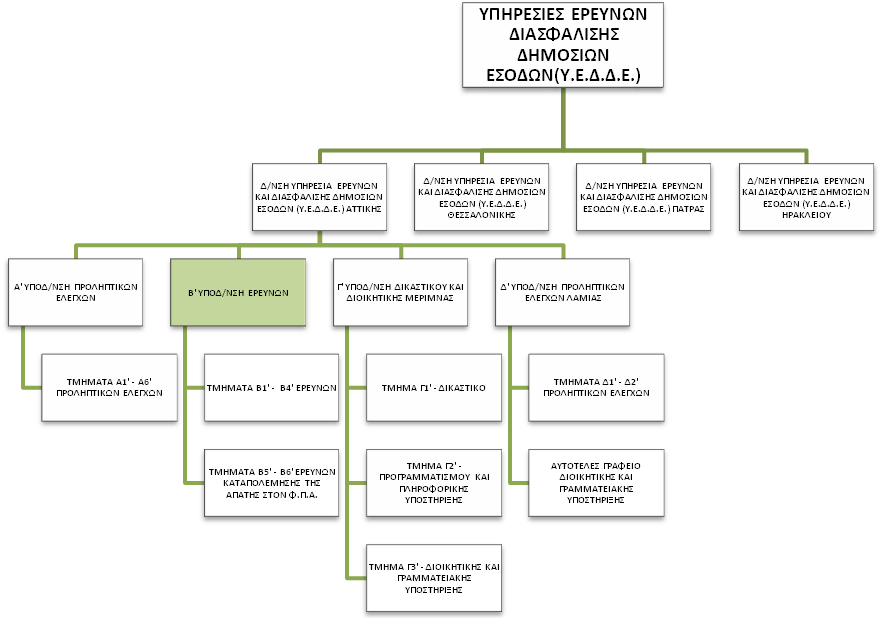 ΥΠΗΡΕΣΙΕΣ ΕΡΕΥΝΩΝ
ΔΙΑΣΦΑΛΙΣΗΣ
ΔΗΜΟΣΙΩΝ
ΕΣΟΔΩΝ(Υ.Ε.Δ.Δ.Ε.)
Δ/ΝΣΗ ΥΠΗΡΕΣΙΑ ΕΡΕΥΝΩΝ
ΚΑΙ ΔΙΑΣΦΑΛΙΣΗΣ ΔΗΜΟΣΙΩΝ
ΕΣΟΔΩΝ (Υ.Ε.Δ.Δ.Ε.) ΑΤΤΙΚΗΣ
Δ/ΝΣΗ ΥΠΗΡΕΣΙΑ ΕΡΕΥΝΩΝ
ΚΑΙ ΔΙΑΣΦΑΛΙΣΗΣ ΔΗΜΟΣΙΩΝ
ΕΣΟΔΩΝ (Υ.Ε.Δ.Δ.Ε.)
ΘΕΣΣΑΛΟΝΙΚΗΣ
Δ/ΝΣΗ ΥΠΗΡΕΣΙΑ ΕΡΕΥΝΩΝ
ΚΑΙ ΔΙΑΣΦΑΛΙΣΗΣ ΔΗΜΟΣΙΩΝ
ΕΣΟΔΩΝ (Υ.Ε.Δ.Δ.Ε.) ΠΑΤΡΑΣ
Δ/ΝΣΗ ΥΠΗΡΕΣΙΑ ΕΡΕΥΝΩΝ
ΚΑΙ ΔΙΑΣΦΑΛΙΣΗΣ ΔΗΜΟΣΙΩΝ
ΕΣΟΔΩΝ (Υ.Ε.Δ.Δ.Ε.)
ΗΡΑΚΛΕΙΟΥ
Α' ΥΠΟΔ/ΝΣΗ ΠΡΟΛΗΠΤΙΚΩΝ
ΕΛΕΓΧΩΝ
Β' ΥΠΟΔ/ΝΣΗ ΕΡΕΥΝΩΝ
Γ' ΥΠΟΔ/ΝΣΗ ΔΙΚΑΣΤΙΚΟΥ ΚΑΙ
ΔΙΟΙΚΗΤΙΚΗΣ ΜΕΡΙΜΝΑΣ
Δ' ΥΠΟΔ/ΝΣΗ ΠΡΟΛΗΠΤΙΚΩΝ
ΕΛΕΓΧΩΝ ΛΑΜΙΑΣ
ΤΜΗΜΑΤΑ Α1' - Α6'
ΠΡΟΛΗΠΤΙΚΩΝ ΕΛΕΓΧΩΝ
ΤΜΗΜΑΤΑ Β1' - Β4' ΕΡΕΥΝΩΝ
ΤΜΗΜΑ Γ1' - ΔΙΚΑΣΤΙΚΟ
ΤΜΗΜΑΤΑ Δ1' - Δ2'
ΠΡΟΛΗΠΤΙΚΩΝ ΕΛΕΓΧΩΝ
ΤΜΗΜΑΤΑ Β5' - Β6' ΕΡΕΥΝΩΝ
ΚΑΤΑΠΟΛΕΜΗΣΗΣ ΤΗΣ
ΑΠΑΤΗΣ ΣΤΟΝ Φ.Π.Α.
ΤΜΗΜΑ Γ2' -
ΠΡΟΓΡΑΜΜΑΤΙΣΜΟΥ ΚΑΙ
ΠΛΗΡΟΦΟΡΙΚΗΣ
ΥΠΟΣΤΗΡΙΞΗΣ
ΑΥΤΟΤΕΛΕΣ ΓΡΑΦΕΙΟ
ΔΙΟΙΚΗΤΙΚΗΣ ΚΑΙ
ΓΡΑΜΜΑΤΕΙΑΚΗΣ
ΥΠΟΣΤΗΡΙΞΗΣ
ΤΜΗΜΑ Γ3' - ΔΙΟΙΚΗΤΙΚΗΣ ΚΑΙ
ΓΡΑΜΜΑΤΕΙΑΚΗΣ
ΥΠΟΣΤΗΡΙΞΗΣ